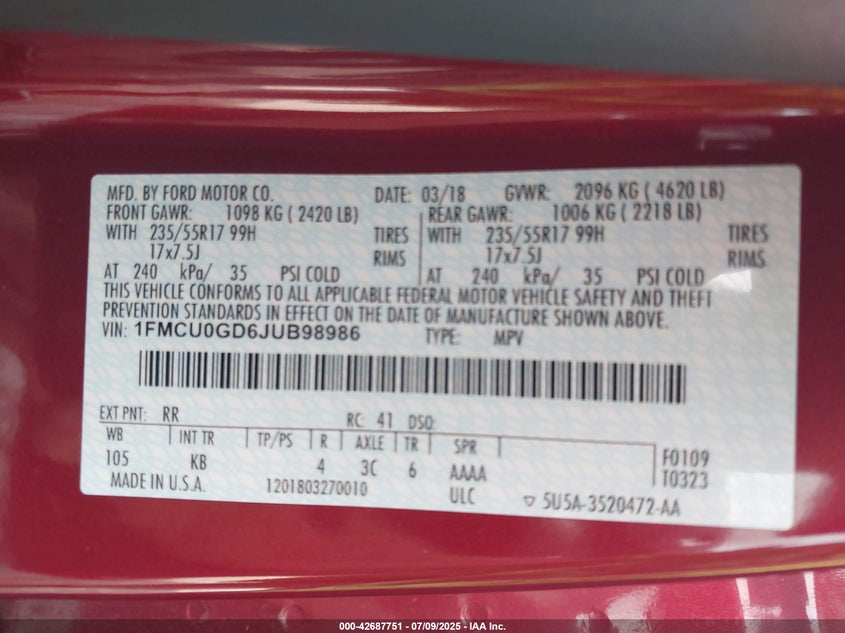 MFD. BY FORD MOTOR CO. DATE: 03/18 GVWR: 2096 KG ( 4620 LB)
FRONT GAWR: 1098 KG ( 2420 LB) REAR GAWR: 1006 KG ( 2218 LB)
WITH 235/55R17 99H TIRES WITH 235/55R17 99H TIRES
17x7.5J RIMS 17x7.5J RIMS
AT 240 kPa/ 35 PSI COLD AT 240 kPa/ 35 PSI COLD
THIS VEHICLE CONFORMS TO ALL APPLICABLE FEDERAL MOTOR VEHICLE SAFETY AND THEFT
PREVENTION STANDARDS IN EFFECT ON THE DATE OF MANUFACTURE SHOWN ABOVE.
VIN: 1FMCU0GD6JUB98986 TYPE: MPV
EXT PNT: RR RC: 41 DSO:
WB INT TR TP/PS R AXLE TR SPR
105 KB 4 3C 6 AAAA F0109
T0323
MADE IN U.S.A. 1201803270010 ULC ▽ 5U5A-3520472-AA
000-42687751 | 07/09/2025 - IAA Inc.